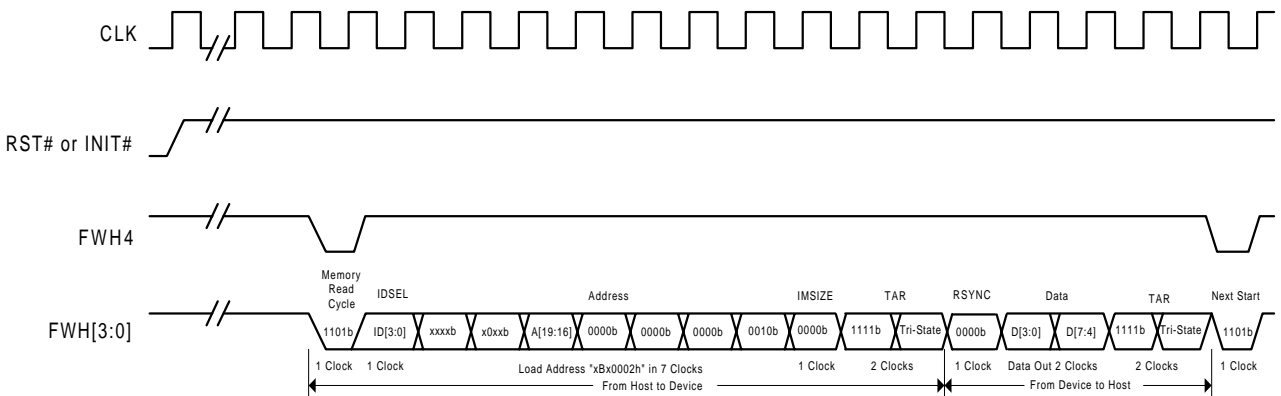 CLK
RST# or INIT#
FWH4
Memory
Read
Cycle
IDSEL Address IMSIZE TAR RSYNC Data TAR Next Start
FWH[3:0] 1101b ID[3:0] xxxxb x0xxb A[19:16] 0000b 0000b 0000b 0010b 0000b 1111b Tri-State 0000b D[3:0] D[7:4] 1111b Tri-State 1101b
1 Clock 1 Clock Load Address "xBx0002h" in 7 Clocks 1 Clock 2 Clocks 1 Clock Data Out 2 Clocks 2 Clocks 1 Clock
From Host to Device From Device to Host